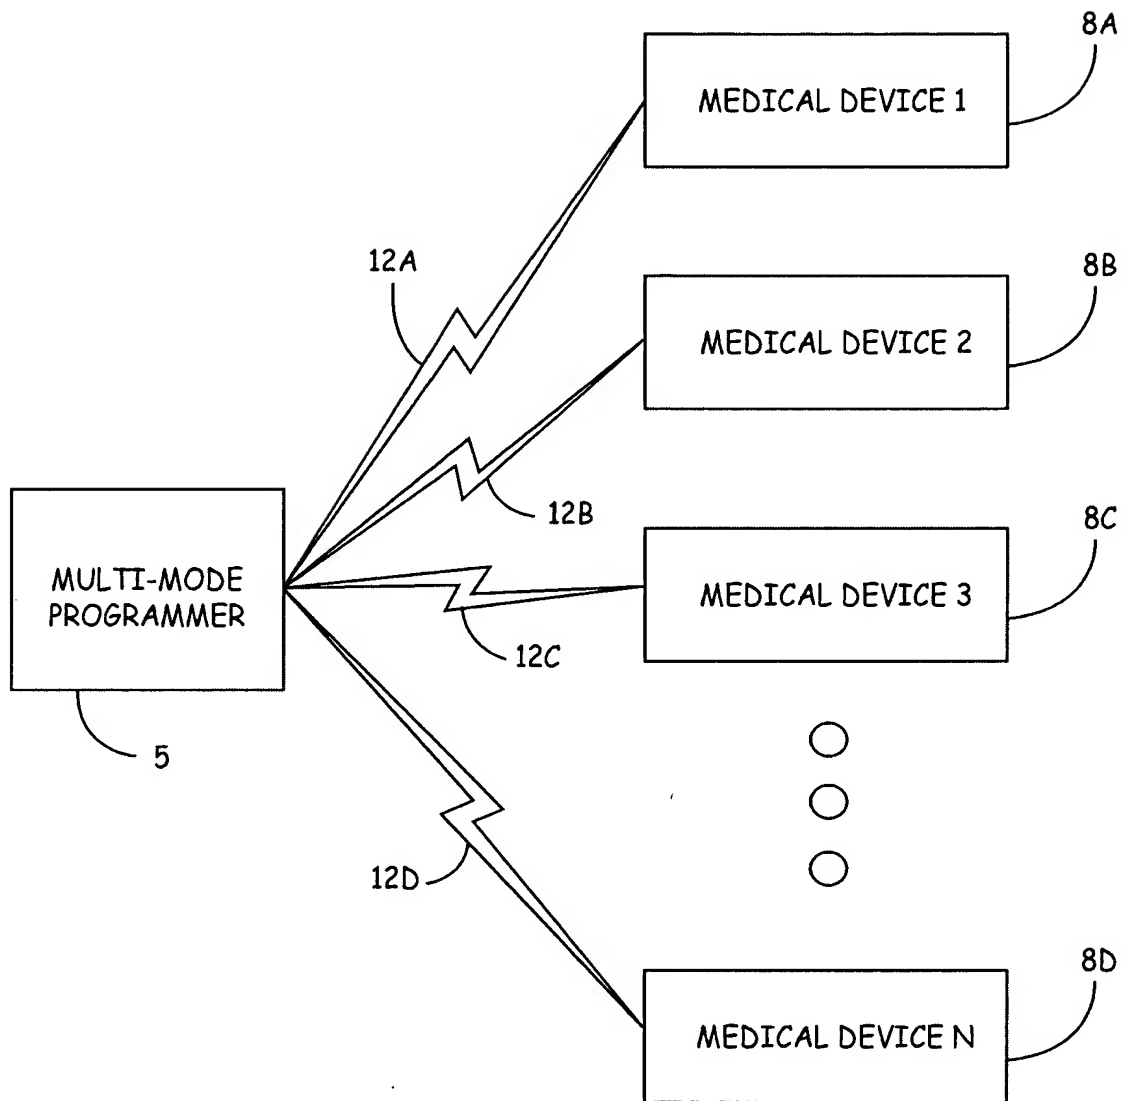 8A
MEDICAL DEVICE 1
12A
8B
MEDICAL DEVICE 2
12B
8C
MULTI-MODE
PROGRAMMER
MEDICAL DEVICE 3
12C
5
12D
8D
MEDICAL DEVICE N